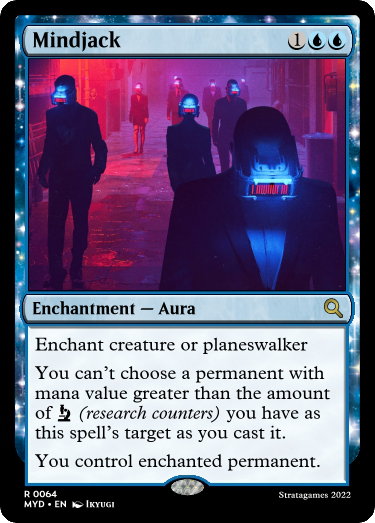 Mindjack 1
Enchantment — Aura
Enchant creature or planeswalker
You can't choose a permanent with
mana value greater than the amount
of (research counters) you have as
this spell's target as you cast it.
You control enchanted permanent.
R 0064
MYD • EN Ikyugi
Stratagames 2022